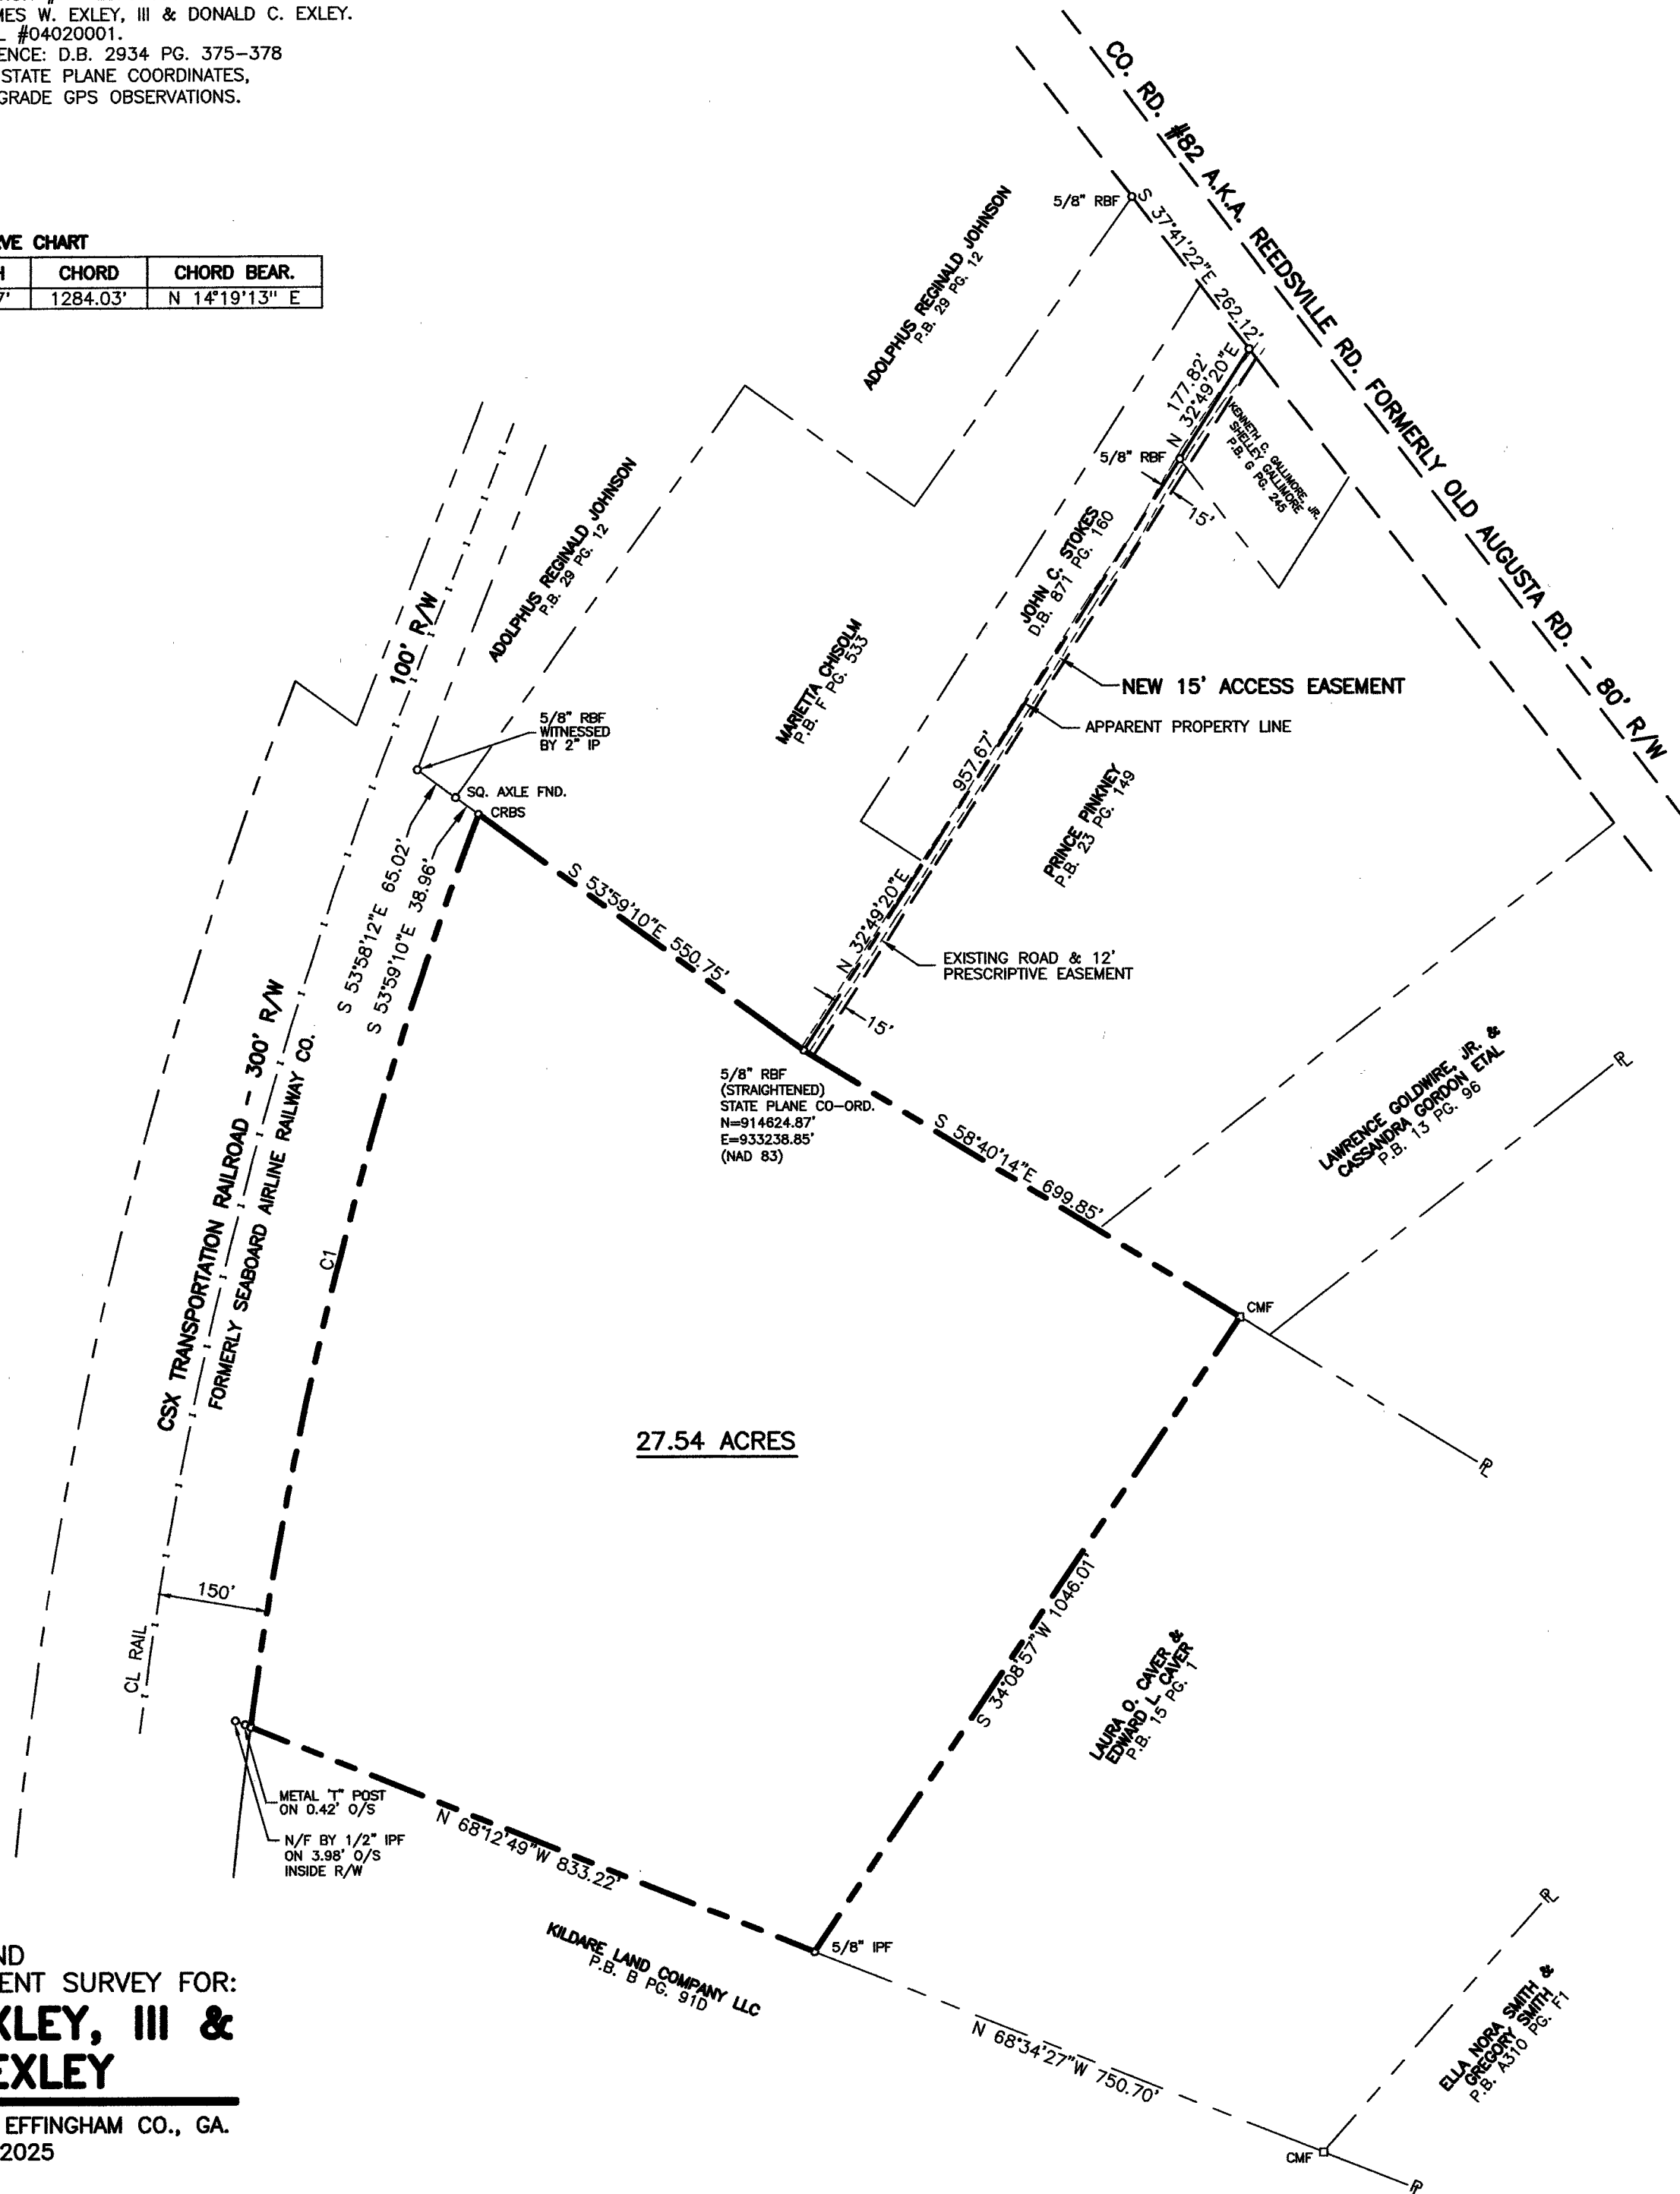 MES W. EXLEY, III & DONALD C. EXLEY.
#04020001.
ENCE: D.B. 2934 PG. 375-378
STATE PLANE COORDINATES,
GRADE GPS OBSERVATIONS.
VE CHART
CHORD
CHORD BEAR.
7'
1284.03'
N 14°19'13" E
CO. RD. #82 A.K.A. REEDSVILLE RD. FORMERLY OLD AUGUSTA RD. - 80' R/W
5/8" RBF
S 37°41'22"E 262.12'
ADOLPHUS REGINALD JOHNSON
P.B. 29 PG. 12
177.82'
N 32°49'20"E
KENNETH C. GALLIMORE, JR.
SHELLEY GALLIMORE
P.B. G PG. 245
5/8" RBF
15'
ADOLPHUS REGINALD JOHNSON
P.B. 29 PG. 12
JOHN C. STOKES
D.B. 871 PG. 160
100' R/W
MARIETTA CHISOLM
P.B. F PG. 533
NEW 15' ACCESS EASEMENT
APPARENT PROPERTY LINE
5/8" RBF
WITNESSED
BY 2" IP
SQ. AXLE FND.
CRBS
957.67'
PRINCE PINKNEY
P.B. 23 PG. 149
S 53°58'12"E 65.02'
S 53°59'10"E 38.96'
S 53°59'10"E 550.75'
N 32°49'20"E
EXISTING ROAD & 12'
PRESCRIPTIVE EASEMENT
15'
5/8" RBF
(STRAIGHTENED)
STATE PLANE CO-ORD.
N=914624.87'
E=933238.85'
(NAD 83)
CSX TRANSPORTATION RAILROAD - 300' R/W
FORMERLY SEABOARD AIRLINE RAILWAY CO.
S 58°40'14"E 699.85'
LAWRENCE GOLDWIRE, JR. &
CASSANDRA GORDON ETAL
P.B. 13 PG. 96
PL
C1
CMF
27.54 ACRES
PL
150'
CL RAIL
S 34°08'57"W 1046.01'
LAURA O. CAVER &
EDWARD L. CAVER
P.B. 15 PG. 1
METAL "T" POST
ON 0.42' O/S
N/F BY 1/2" IPF
ON 3.98' O/S
INSIDE R/W
N 68°12'49"W 833.22'
5/8" IPF
KILDARE LAND COMPANY LLC
P.B. B PG. 91D
PL
N 68°34'27"W 750.70'
ELLA NORA SMITH &
GREGORY SMITH
P.B. A310 PG. F1
CMF
PL
ND
ENT SURVEY FOR:
XLEY, III &
EXLEY
EFFINGHAM CO., GA.
2025